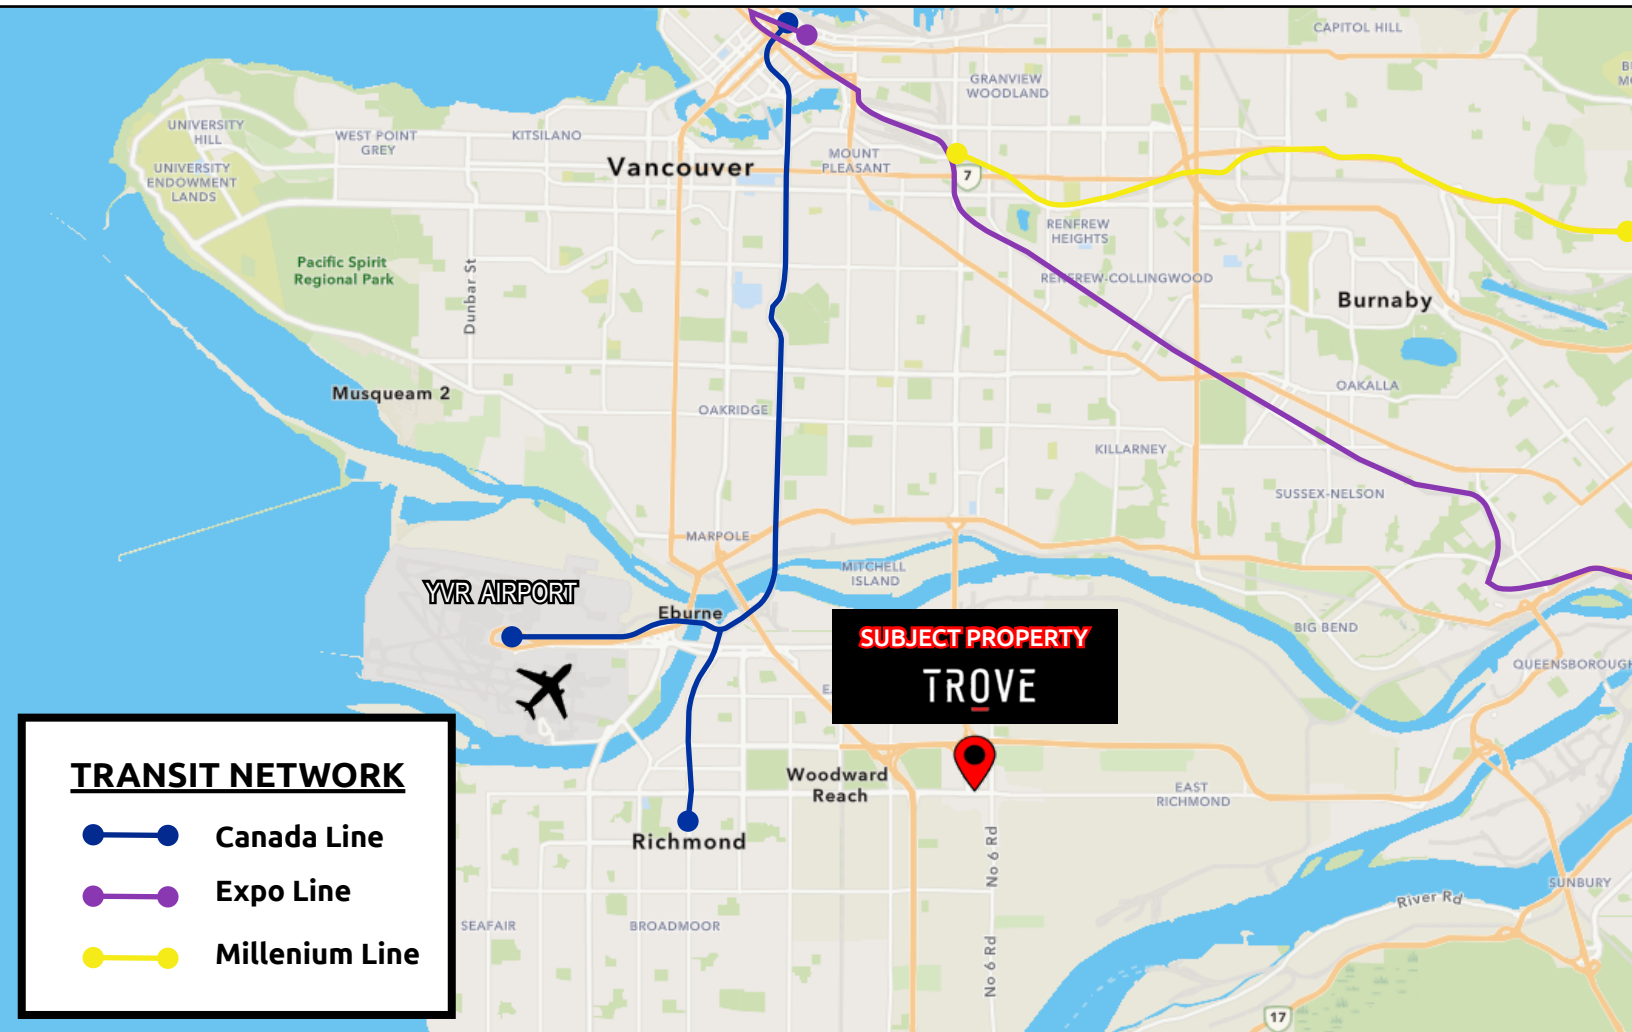 CAPITOL HILL
GRANVIEW
WOODLAND
UNIVERSITY
HILL
WEST POINT
GREY
KITSILANO
Vancouver
MOUNT
PLEASANT
7
UNIVERSITY
ENDOWMENT
LANDS
RENFREW
HEIGHTS
Pacific Spirit
Regional Park
Dunbar St
RENFREW-COLLINGWOOD
Burnaby
Musqueam 2
OAKRIDGE
OAKALLA
KILLARNEY
SUSSEX-NELSON
MARPOLE
MITCHELL
ISLAND
YVR AIRPORT
Eburne
BIG BEND
SUBJECT PROPERTY
TROVE
QUEENSBOROUGH
Woodward
Reach
EAST
RICHMOND
Richmond
No 6 Rd
SUNBURY
River Rd
SEAFAIR
BROADMOOR
No 6 Rd
17
TRANSIT NETWORK
Canada Line
Expo Line
Millenium Line